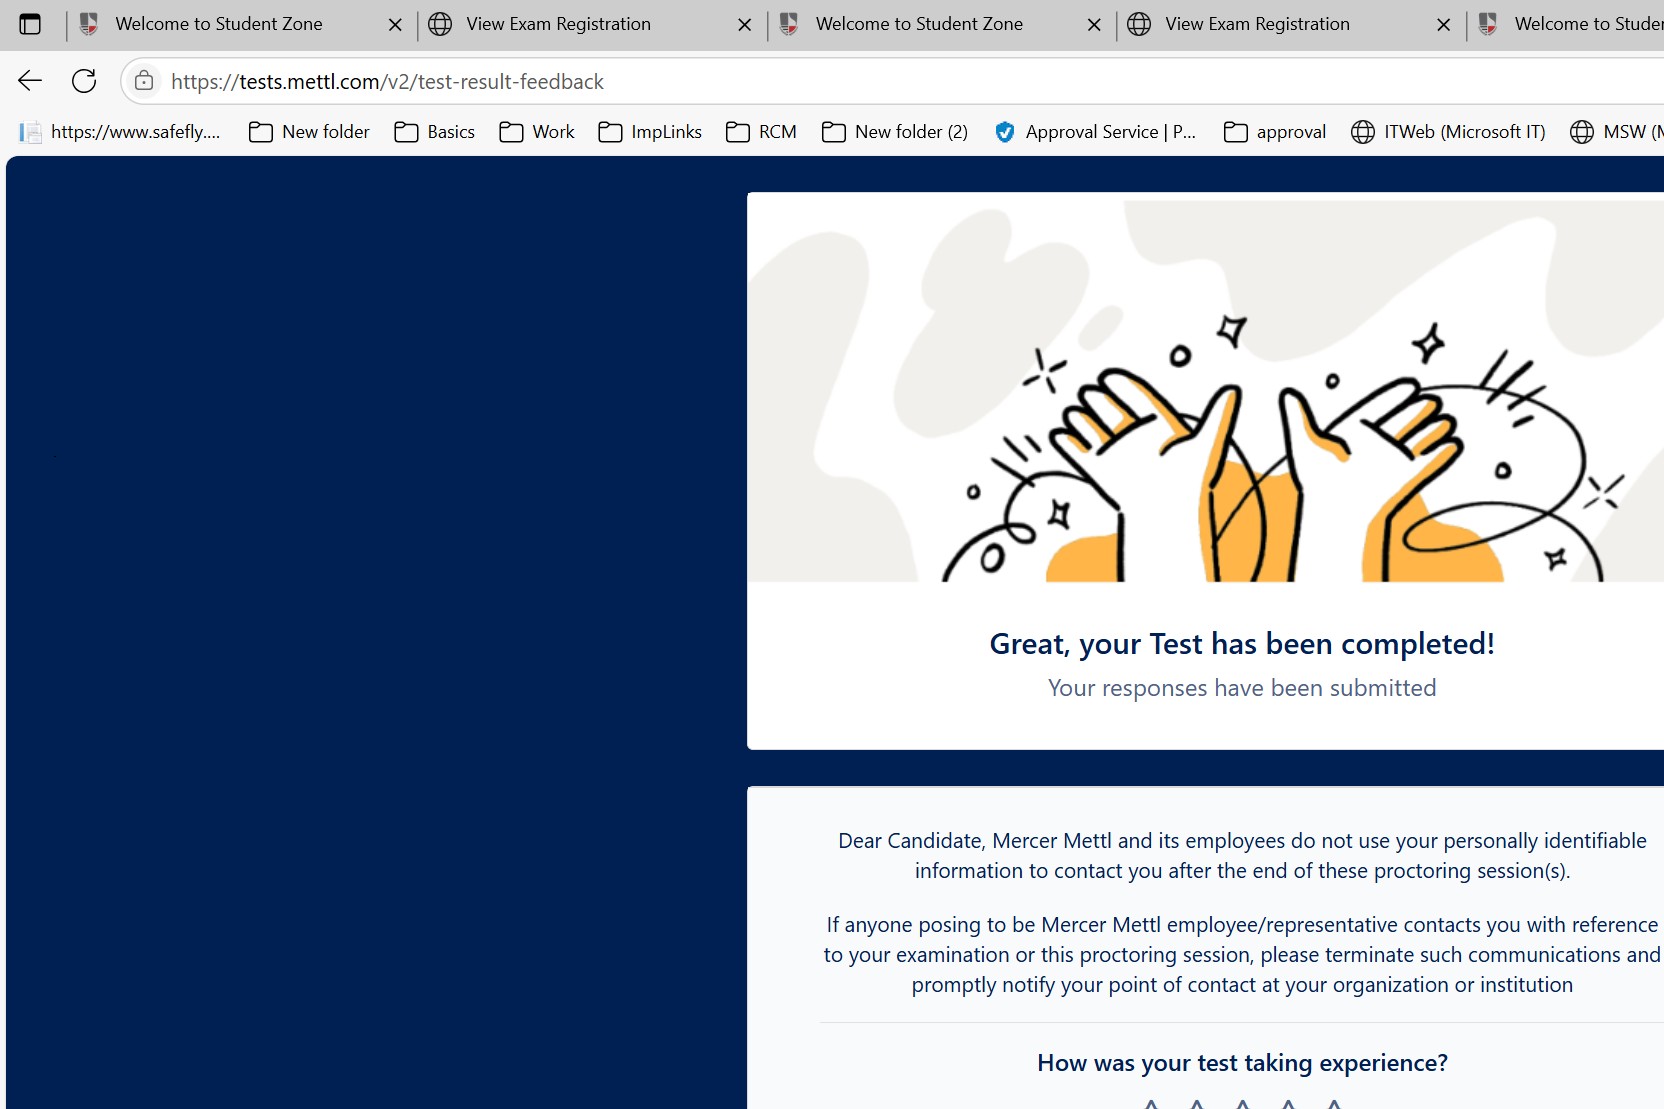 Welcome to Student Zone
View Exam Registration
Welcome to Student Zone
View Exam Registration
Welcome to Studer
https://tests.mettl.com/v2/test-result-feedback
https://www.safefly....
New folder
Basics
Work
ImpLinks
RCM
New folder (2)
Approval Service | P...
approval
ITWeb (Microsoft IT)
MSW (M
Great, your Test has been completed!
Your responses have been submitted
Dear Candidate, Mercer Mettl and its employees do not use your personally identifiable
information to contact you after the end of these proctoring session(s).
If anyone posing to be Mercer Mettl employee/representative contacts you with reference
to your examination or this proctoring session, please terminate such communications and
promptly notify your point of contact at your organization or institution
How was your test taking experience?